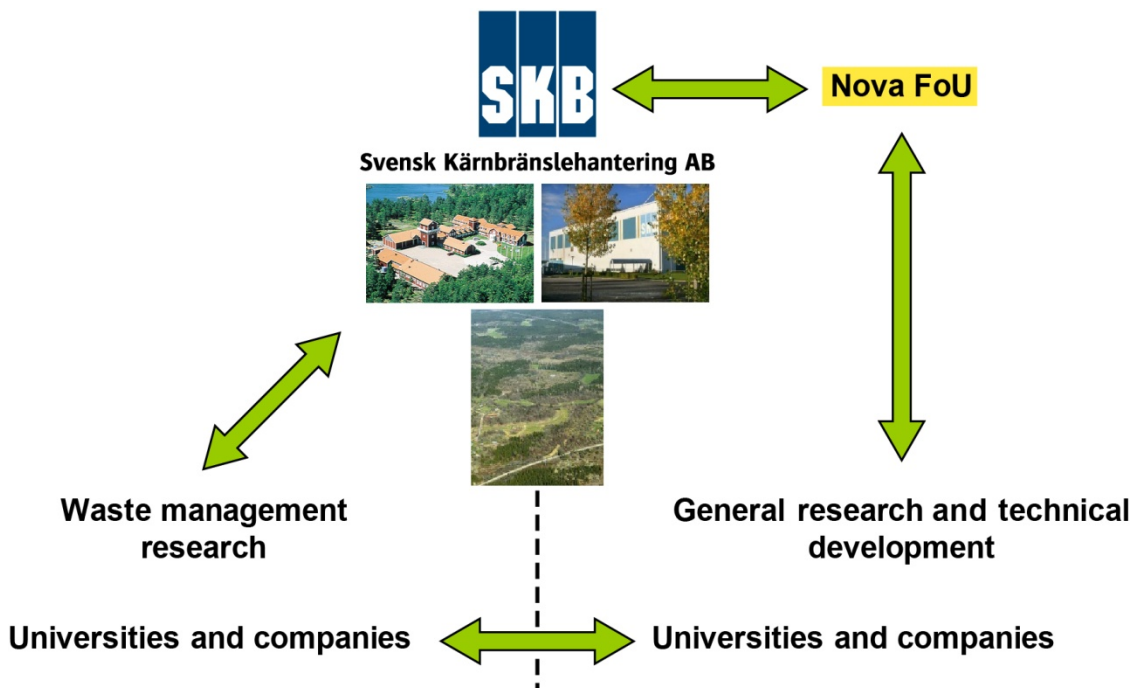 SKB
Nova FoU
Svensk Kärnbränslehantering AB
Waste management
research
General research and technical
development
Universities and companies
Universities and companies